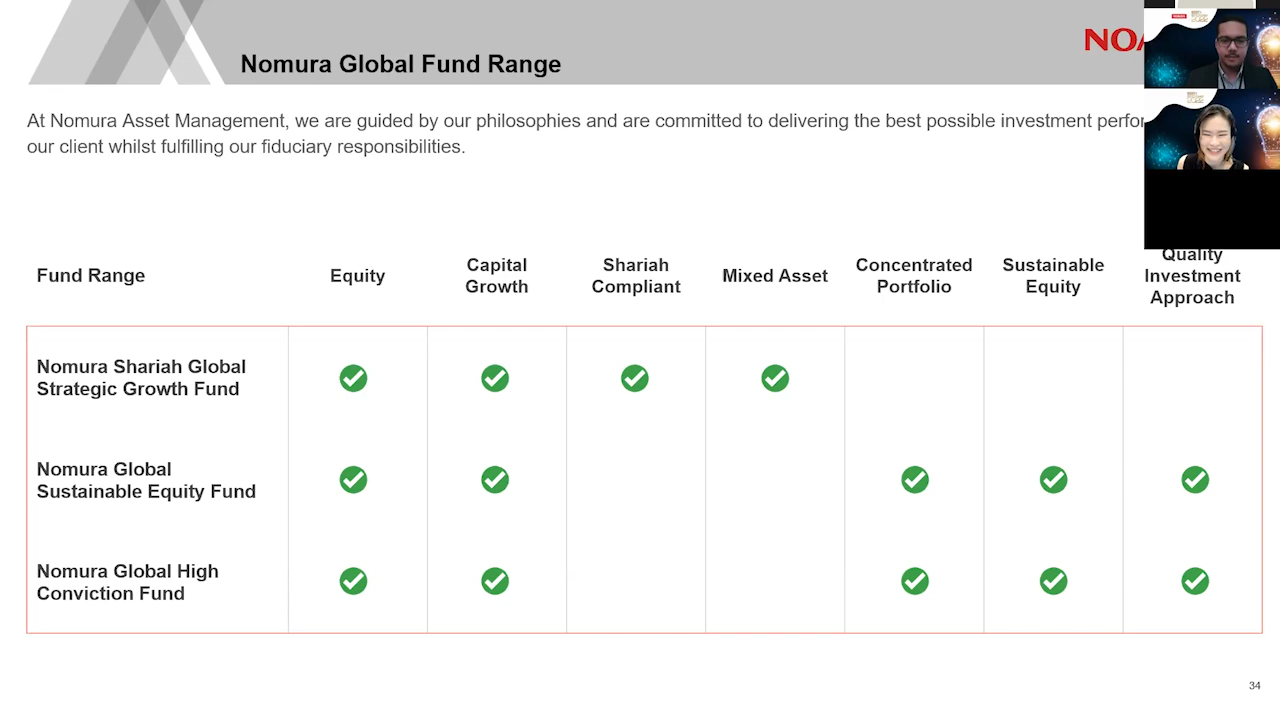 Nomura Global Fund Range
At Nomura Asset Management, we are guided by our philosophies and are committed to delivering the best possible investment
our client whilst fulfilling our fiduciary responsibilities.
Fund Range
Equity
Capital
Growth
Shariah
Compliant
Mixed Asset
Concentrated
Portfolio
Sustainable
Equity
Quality
Investment
Approach
Nomura Shariah Global
Strategic Growth Fund
Nomura Global
Sustainable Equity Fund
Nomura Global High
Conviction Fund
34